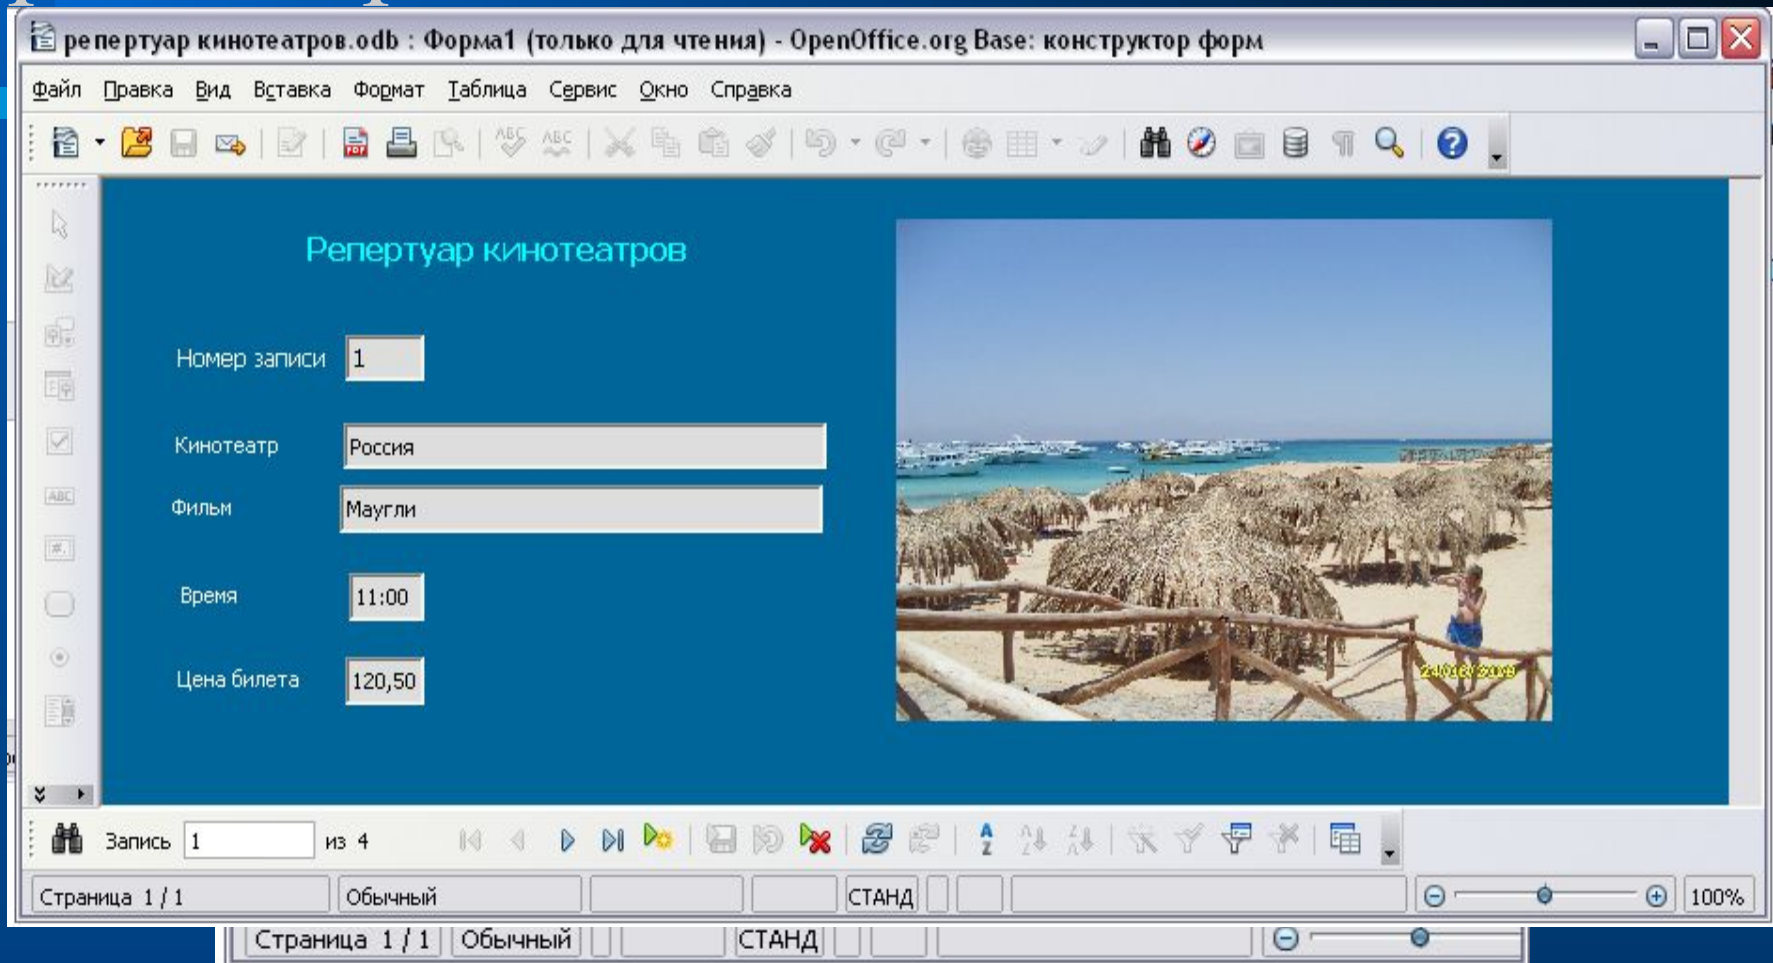 репертуар кинотеатров.odb : Форма1 (только для чтения) - OpenOffice.org Base: конструктор форм
Файл Правка Вид Вставка Формат Таблица Сервис Окно Справка
Репертуар кинотеатров
Номер записи 1
Кинотеатр Россия
Фильм Маугли
Время 11:00
Цена билета 120,50
Запись 1 из 4
Страница 1 / 1 Обычный СТАНД 100%
Страница 1 / 1 Обычный СТАНД